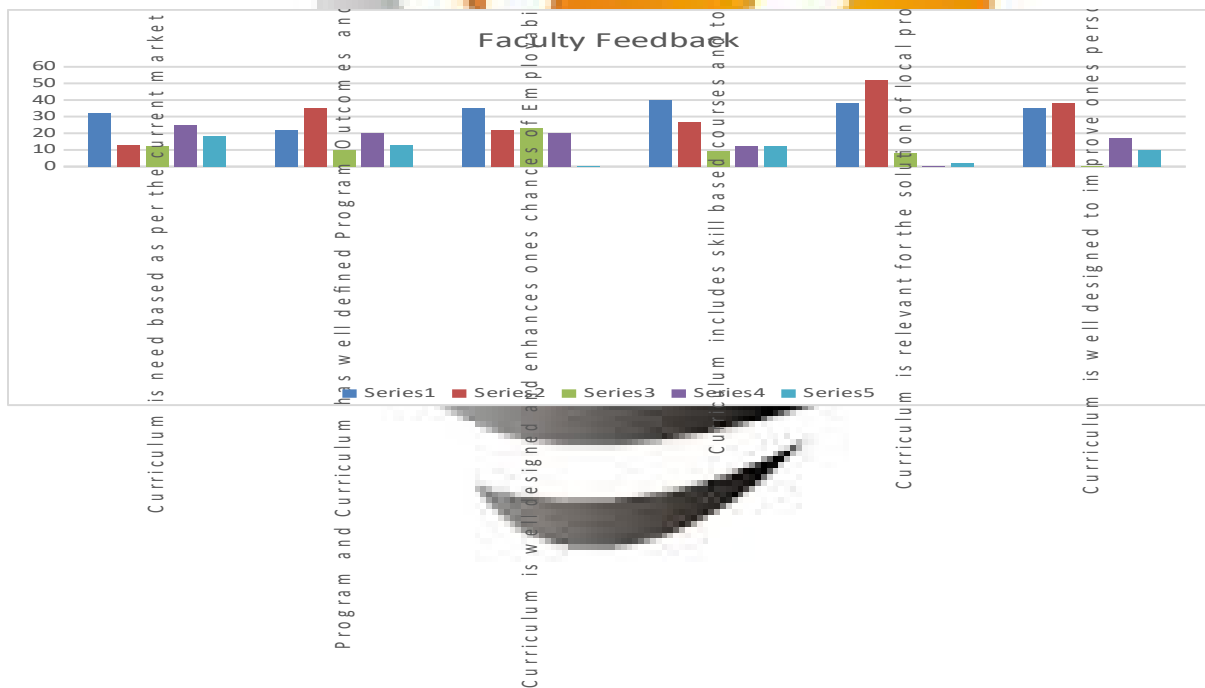 Faculty Feedback
60
50
40
30
20
10
0
Curriculum is need based as per the current market
Program and Curriculum has well defined Program Outcomes and
Curriculum is well designed and enhances ones chances of
Curriculum includes skill based courses and to
Curriculum is relevant for the solution of local
Curriculum is well designed to improve ones
Series1 Series2 Series3 Series4 Series5